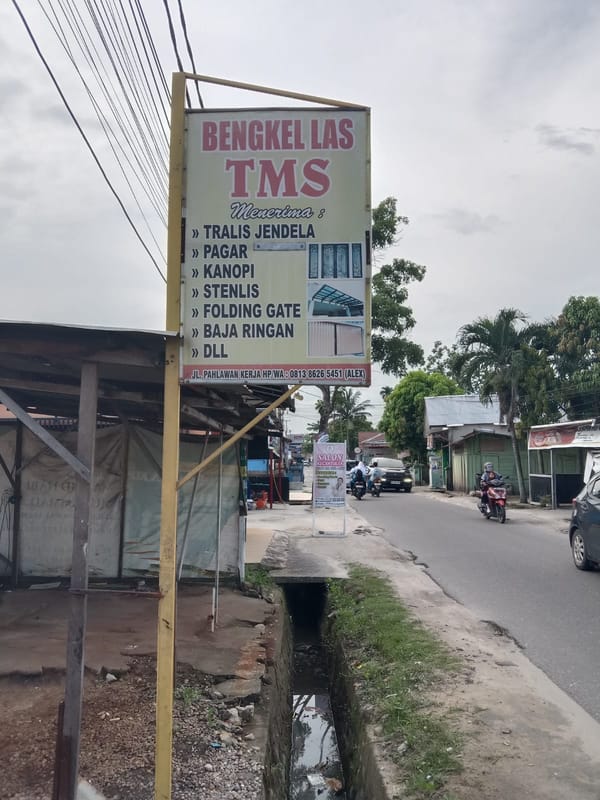 BENGKEL LAS
TMS
Menerima :
» TRALIS JENDELA
» PAGAR
» KANOPI
» STENLIS
» FOLDING GATE
» BAJA RINGAN
» DLL
JL. PAHLAWAN KERJA HP/WA : 0813 8626 5451 (ALEX)
SALON